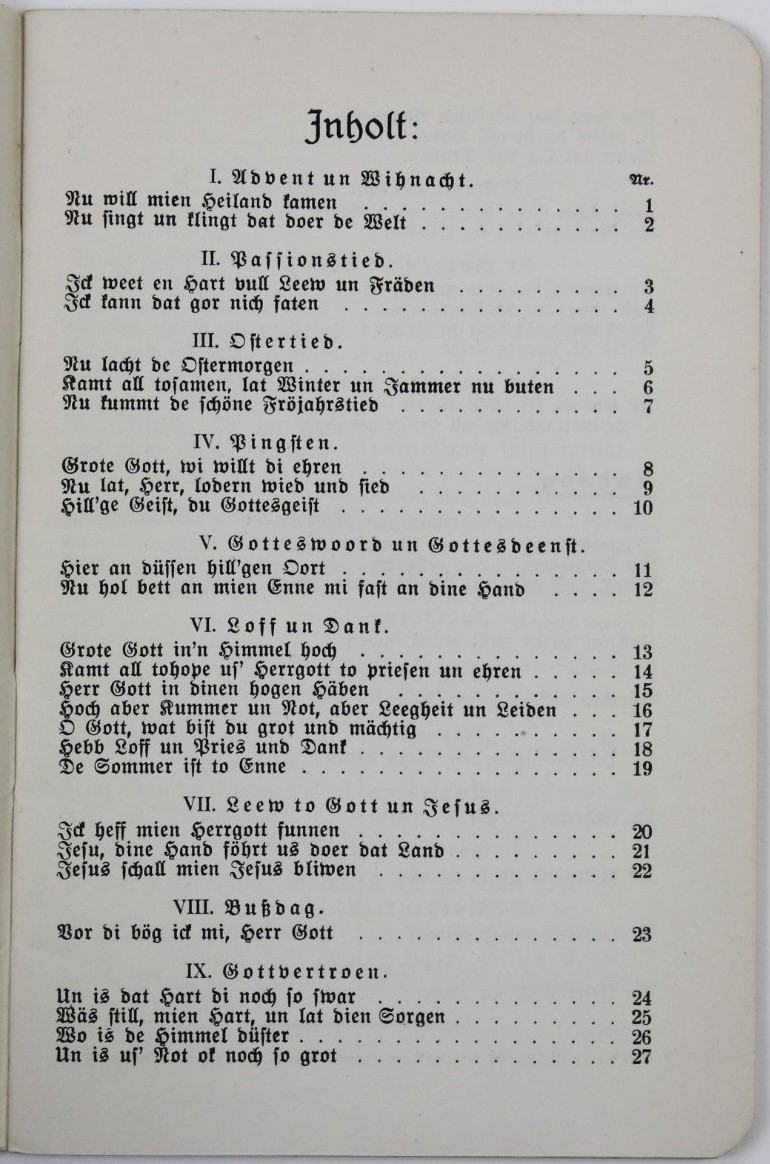 Inholt:
I. Advent un Wihnacht. Nr.
Nu will mien Heiland kamen . . . . . . . . . . . . . . 1
Nu singt un klingt dat doer de Welt . . . . . . . . . . . 2
II. Passionstied.
Ick weet en Hart vull Leew un Fräden . . . . . . . . . 3
Ick kann dat gor nich faten . . . . . . . . . . . . . . . 4
III. Ostertied.
Nu lacht de Ostermorgen . . . . . . . . . . . . . . . . . 5
Kamt all tosamen, lat Winter un Jammer nu buten . . . 6
Nu kummt de schöne Fröjahrstied . . . . . . . . . . . . 7
IV. Pingsten.
Grote Gott, wi willt di ehren . . . . . . . . . . . . . . 8
Nu lat, Herr, lodern wied und sied . . . . . . . . . . . 9
Hill'ge Geist, du Gottesgeist . . . . . . . . . . . . . . . 10
V. Gotteswoord un Gottesdeenst.
Hier an düssen hill'gen Oort . . . . . . . . . . . . . . . 11
Nu hol bett an mien Enne mi fast an dine Hand . . . . 12
VI. Loff un Dank.
Grote Gott in'n Himmel hoch . . . . . . . . . . . . . . 13
Kamt all tohope us' Herrgott to priesen un ehren . . . . . 14
Herr Gott in dinen hogen Häben . . . . . . . . . . . . 15
Hoch aber Kummer un Not, aber Leegheit un Leiden . . . 16
O Gott, wat bist du grot und mächtig . . . . . . . . . . 17
Hebb Loff un Pries und Dank . . . . . . . . . . . . . . 18
De Sommer ist to Enne . . . . . . . . . . . . . . . . . 19
VII. Leew to Gott un Jesus.
Ick heff mien Herrgott funnen . . . . . . . . . . . . . . 20
Jesu, dine Hand föhrt us doer dat Land . . . . . . . . . 21
Jesus schall mien Jesus bliwen . . . . . . . . . . . . . 22
VIII. Bußdag.
Vor di bög ick mi, Herr Gott . . . . . . . . . . . . . . 23
IX. Gottvertroen.
Un is dat Hart di noch so swar . . . . . . . . . . . . . 24
Wäs still, mien Hart, un lat dien Sorgen . . . . . . . . . 25
Wo is de Himmel düster . . . . . . . . . . . . . . . . . 26
Un is us' Not ok noch so grot . . . . . . . . . . . . . . 27